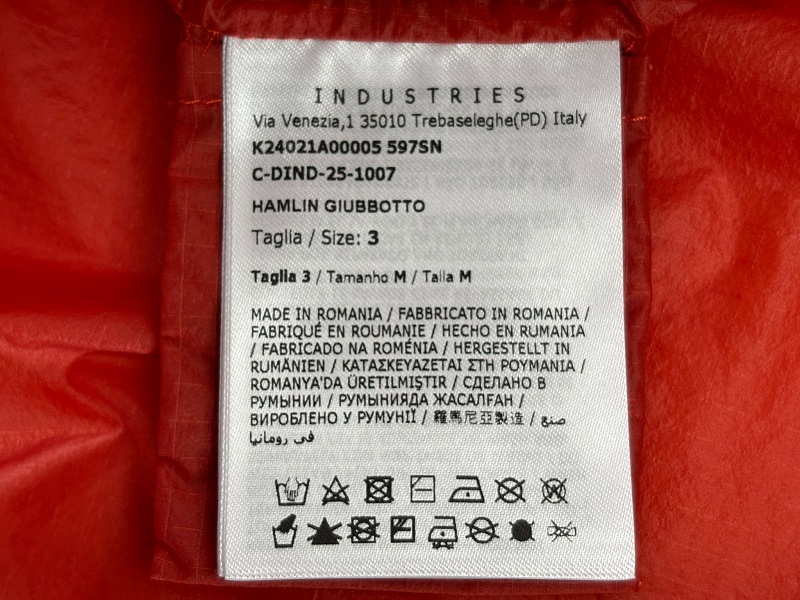 INDUSTRIES
Via Venezia,1 35010 Trebaseleghe(PD) Italy
K24021A00005 597SN
C-DIND-25-1007
HAMLIN GIUBBOTTO
Taglia / Size: 3
Taglia 3 / Tamanho M / Talla M
MADE IN ROMANIA / FABBRICATO IN ROMANIA /
FABRIQUÉ EN ROUMANIE / HECHO EN RUMANIA
/ FABRICADO NA ROMÉNIA / HERGESTELLT IN
RUMÄNIEN / ΚΑΤΑΣΚΕΥΑΖΕΤΑΙ ΣΤΗ ΡΟΥΜΑΝΙΑ /
ROMANYA'DA ÜRETILMIŞTIR / СДЕЛАНО В
РУМЫНИИ / РУМЫНИЯДА ЖАСАЛҒАН /
ВИРОБЛЕНО У РУМУНІЇ / 羅馬尼亞製造 / صنع
في رومانيا